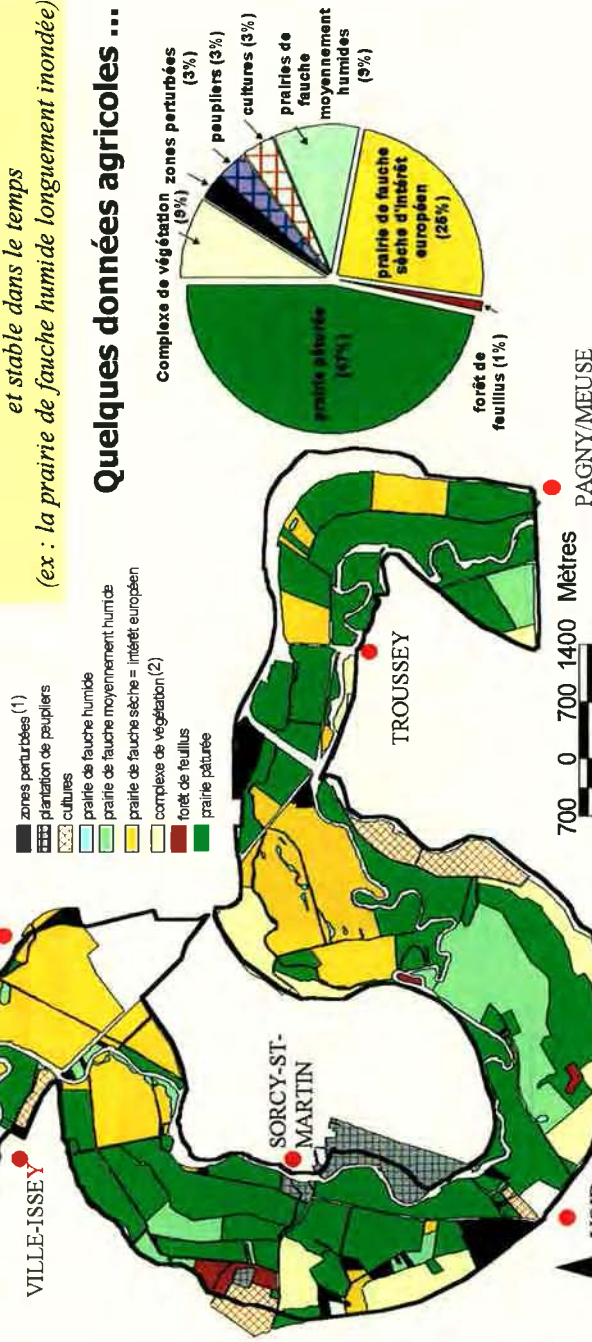 et stable dans le temps
(ex : la prairie de fauche humide longuement inondée)
Quelques données agricoles ...
zones perturbées (1)
plantation de peupliers
cultures
prairie de fauche humide
prairie de fauche moyennement humide
prairie de fauche sèche = intérêt européen
complexe de végétation (2)
forêt de feuillus
prairie pâturée
Complexe de végétation
(9%)
zones perturbées
(3%)
peupliers (3%)
cultures (3%)
prairies de
fauche
moyennement
humides
(9%)
prairie de fauche
sèche d'intérêt
européen
(25%)
forêt de
feuillus (1%)
prairie pâturée
(47%)
VILLE-ISSEY
SORCY-ST-
MARTIN
TROUSSEY
PAGNY/MEUSE
700 0 700 1400 Mètres